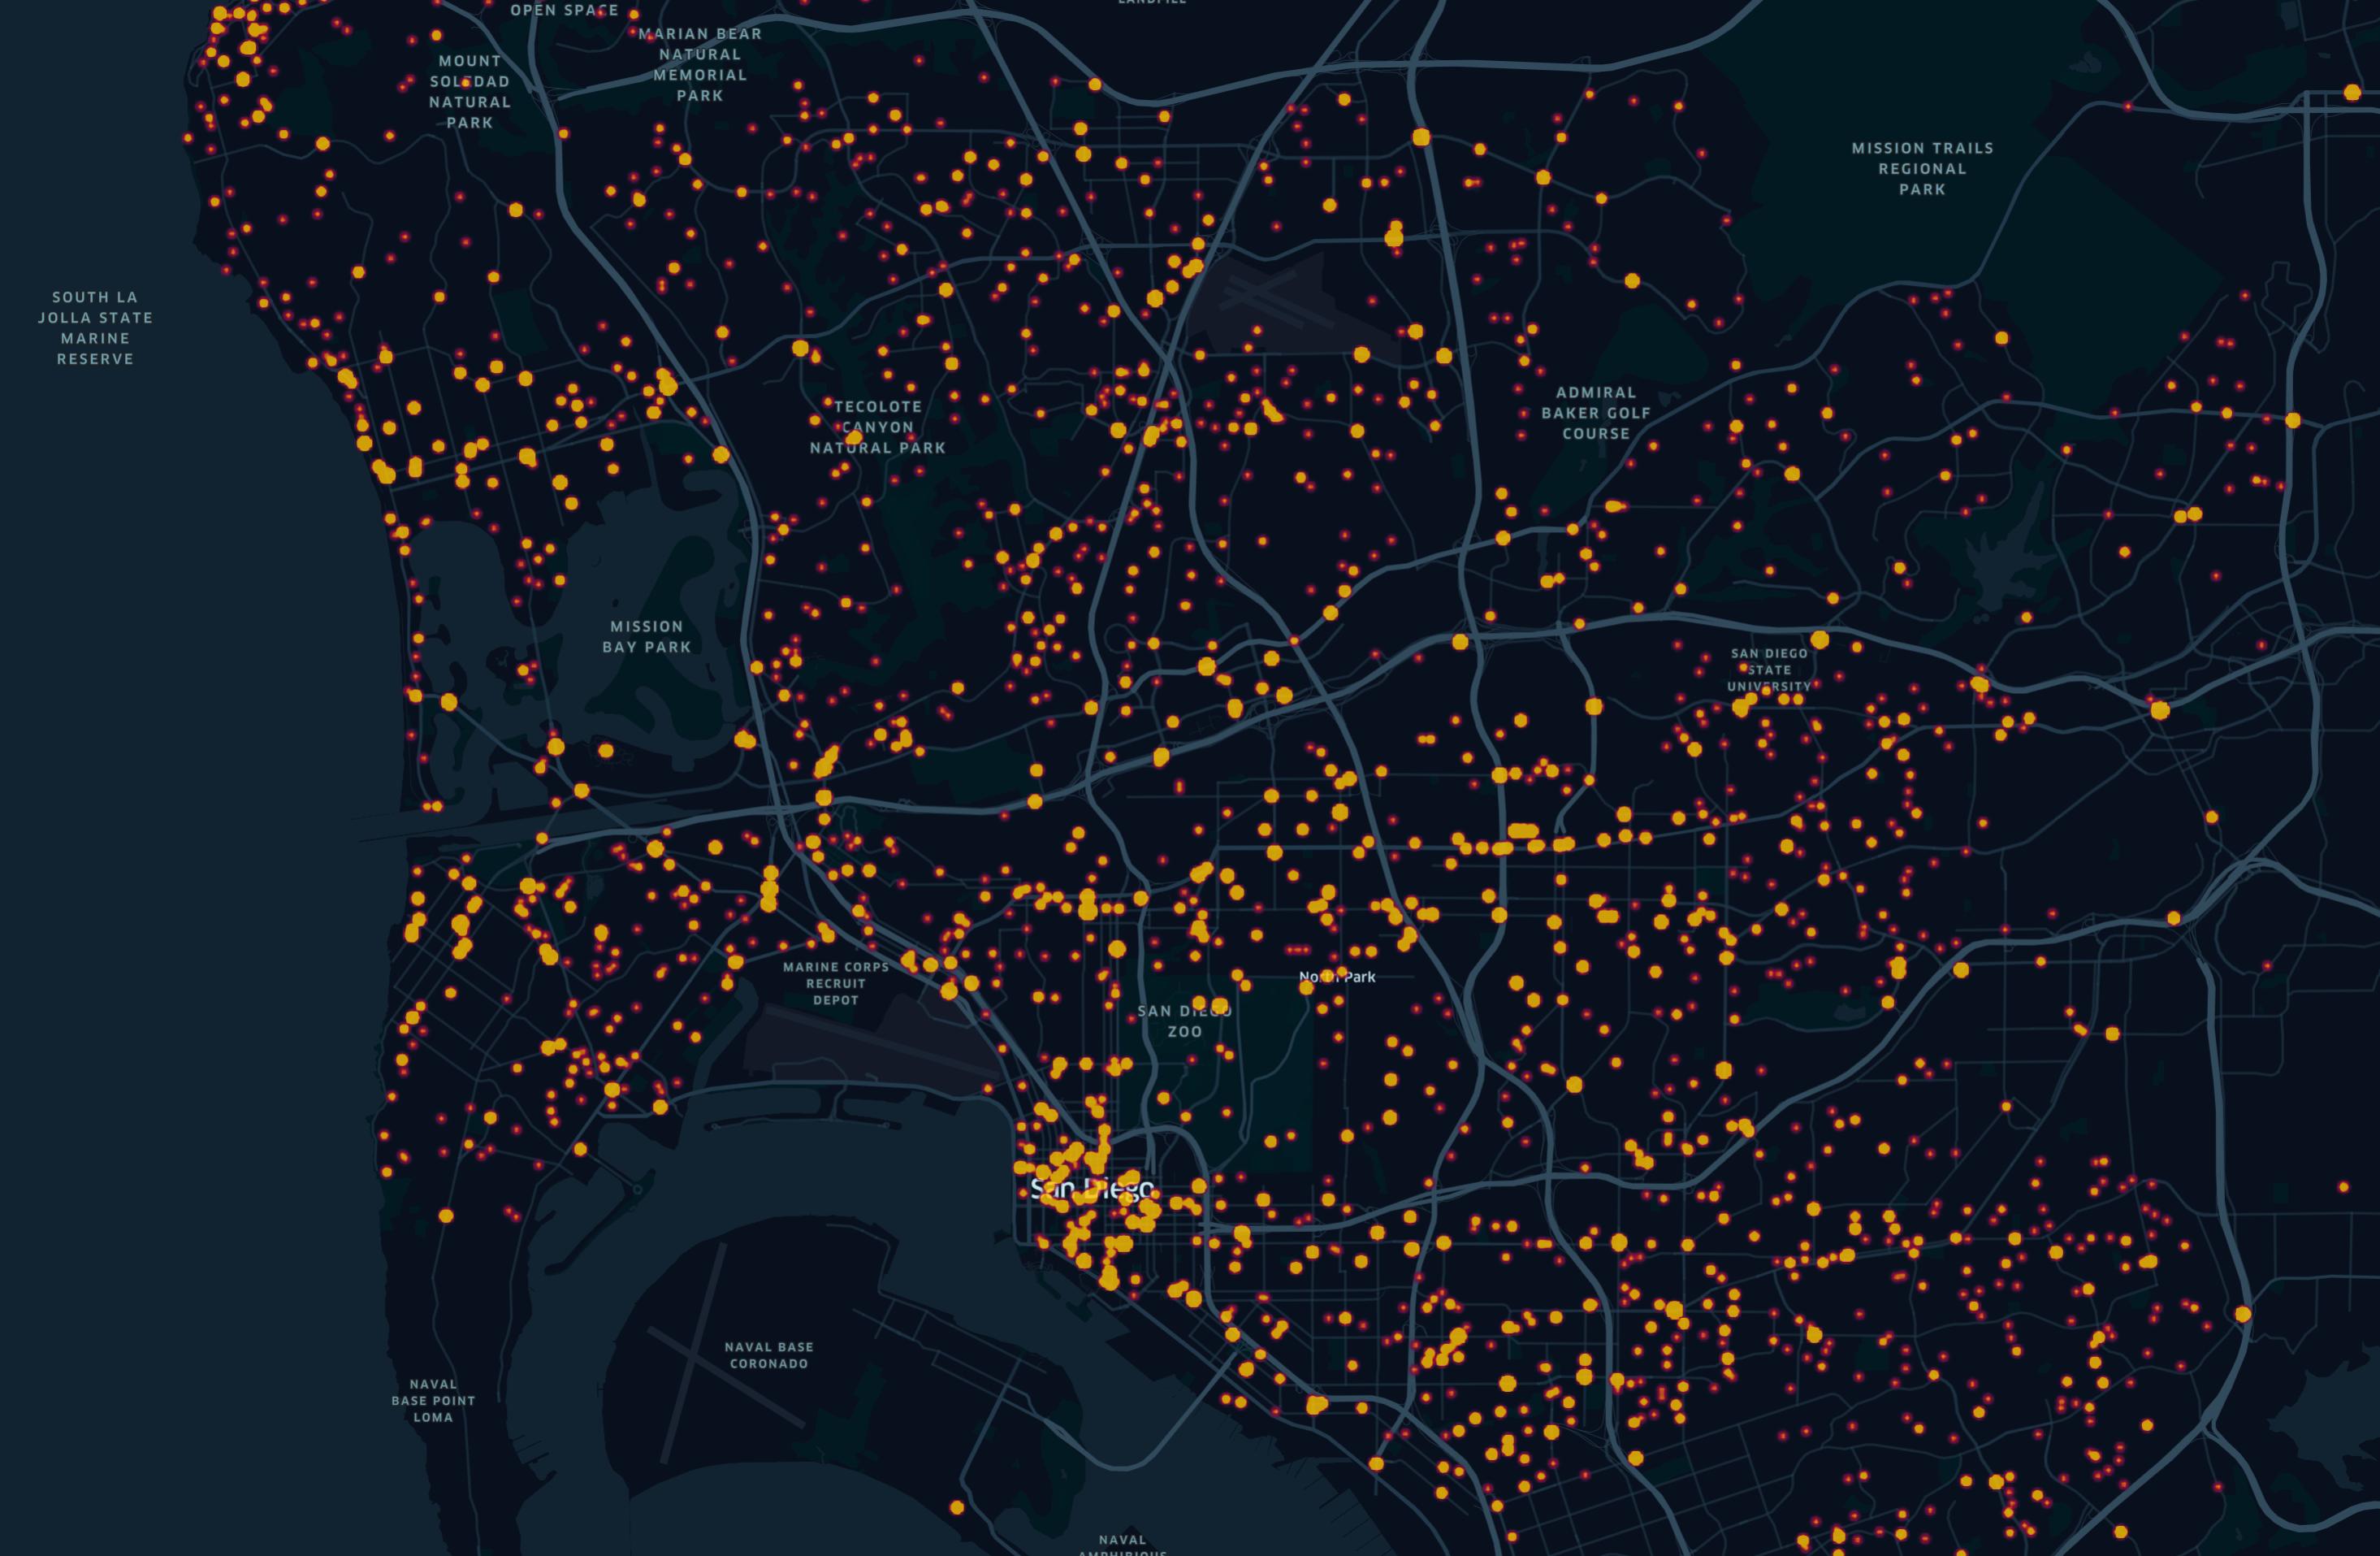 OPEN SPACE
LANDFILL
MARIAN BEAR
NATURAL
MEMORIAL
PARK
MOUNT
SOLEDAD
NATURAL
PARK
MISSION TRAILS
REGIONAL
PARK
SOUTH LA
JOLLA STATE
MARINE
RESERVE
ADMIRAL
BAKER GOLF
COURSE
TECOLOTE
CANYON
NATURAL PARK
MISSION
BAY PARK
SAN DIEGO
STATE
UNIVERSITY
MARINE CORPS
RECRUIT
DEPOT
North Park
SAN DIEGO
ZOO
San Diego
NAVAL BASE
CORONADO
NAVAL
BASE POINT
LOMA
NAVAL
AMPHIBIOUS